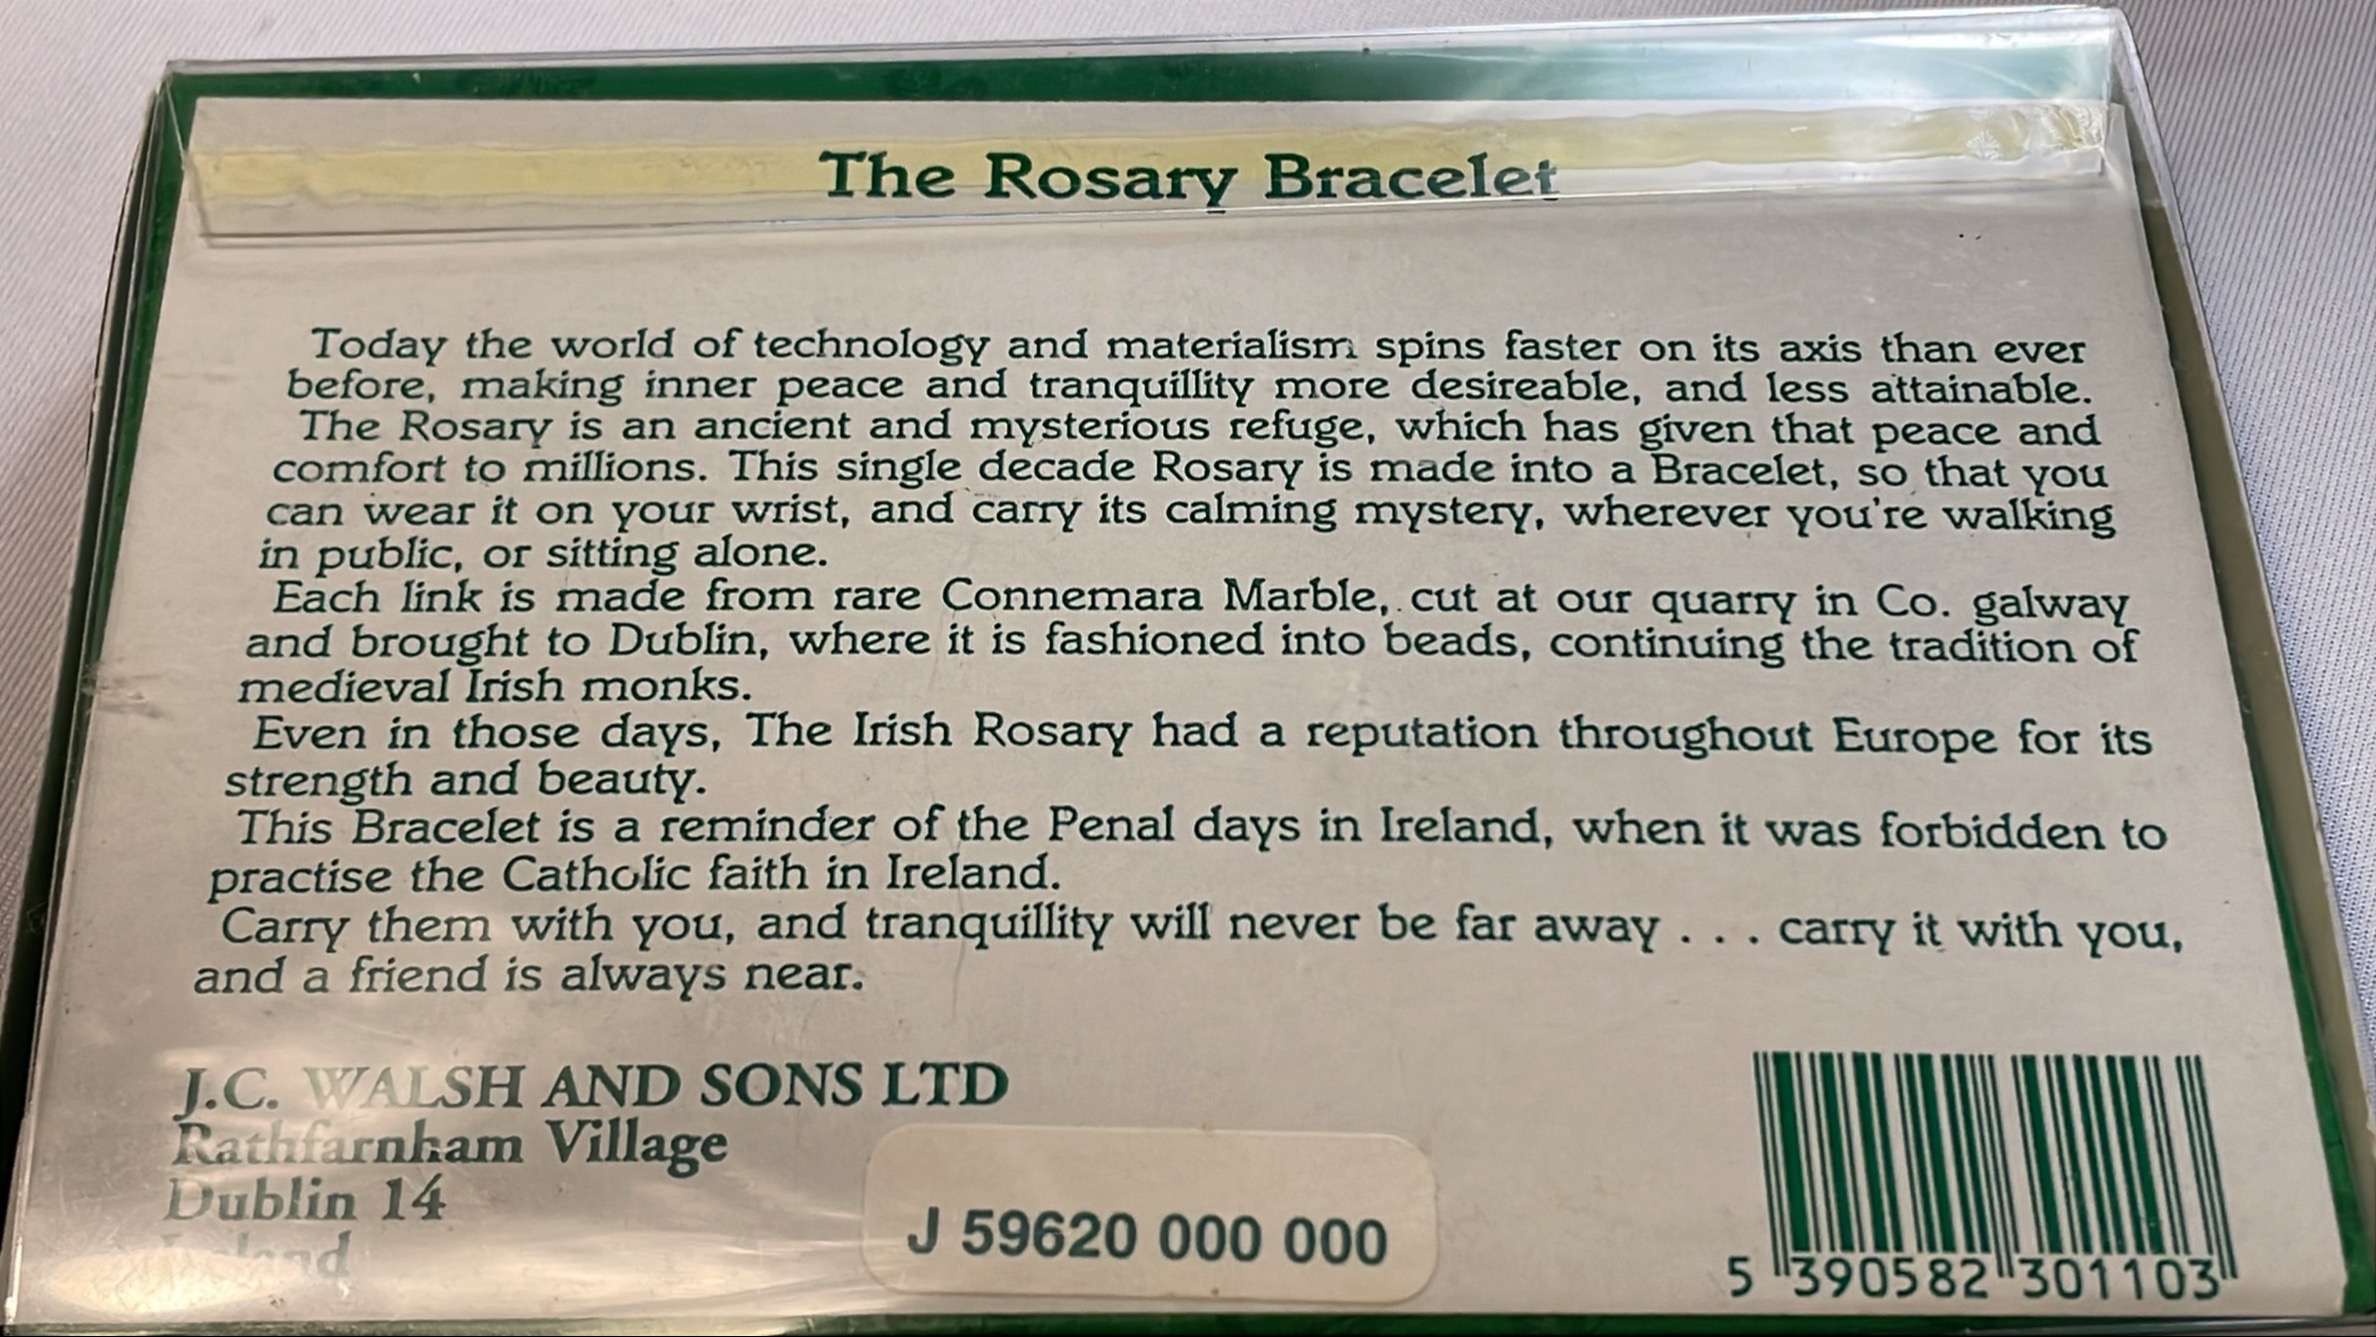 The Rosary Bracelet
Today the world of technology and materialism spins faster on its axis than ever
before, making inner peace and tranquillity more desireable, and less attainable.
The Rosary is an ancient and mysterious refuge, which has given that peace and
comfort to millions. This single decade Rosary is made into a Bracelet, so that you
can wear it on your wrist, and carry its calming mystery, wherever you're walking
in public, or sitting alone.
Each link is made from rare Connemara Marble, cut at our quarry in Co. galway
and brought to Dublin, where it is fashioned into beads, continuing the tradition of
medieval Irish monks.
Even in those days, The Irish Rosary had a reputation throughout Europe for its
strength and beauty.
This Bracelet is a reminder of the Penal days in Ireland, when it was forbidden to
practise the Catholic faith in Ireland.
Carry them with you, and tranquillity will never be far away . . . carry it with you,
and a friend is always near.
J.C. WALSH AND SONS LTD
Rathfarnham Village
Dublin 14
Ireland
J 59620 000 000
5 390582 301103